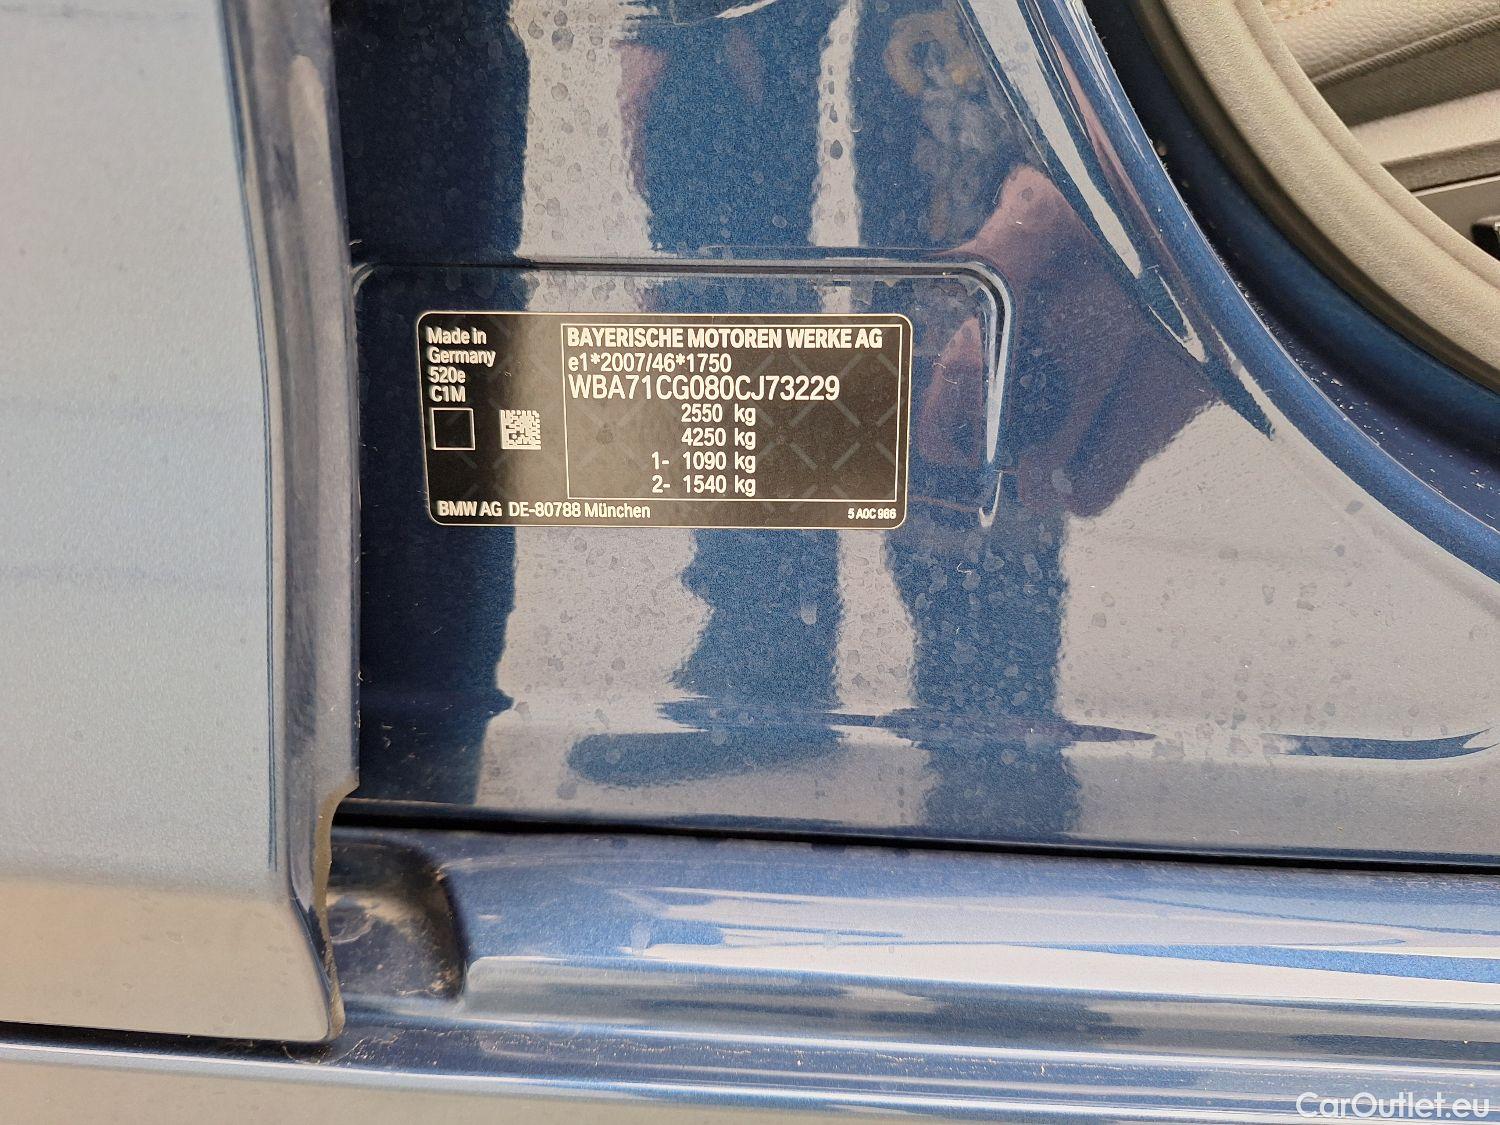 Made in
Germany
520e
C1M
BAYERISCHE MOTOREN WERKE AG
e1*2007/46*1750
WBA71CG080CJ73229
2550 kg
4250 kg
1- 1090 kg
2- 1540 kg
BMW AG DE-80788 München
5 A0C 986
CarOutlet.eu